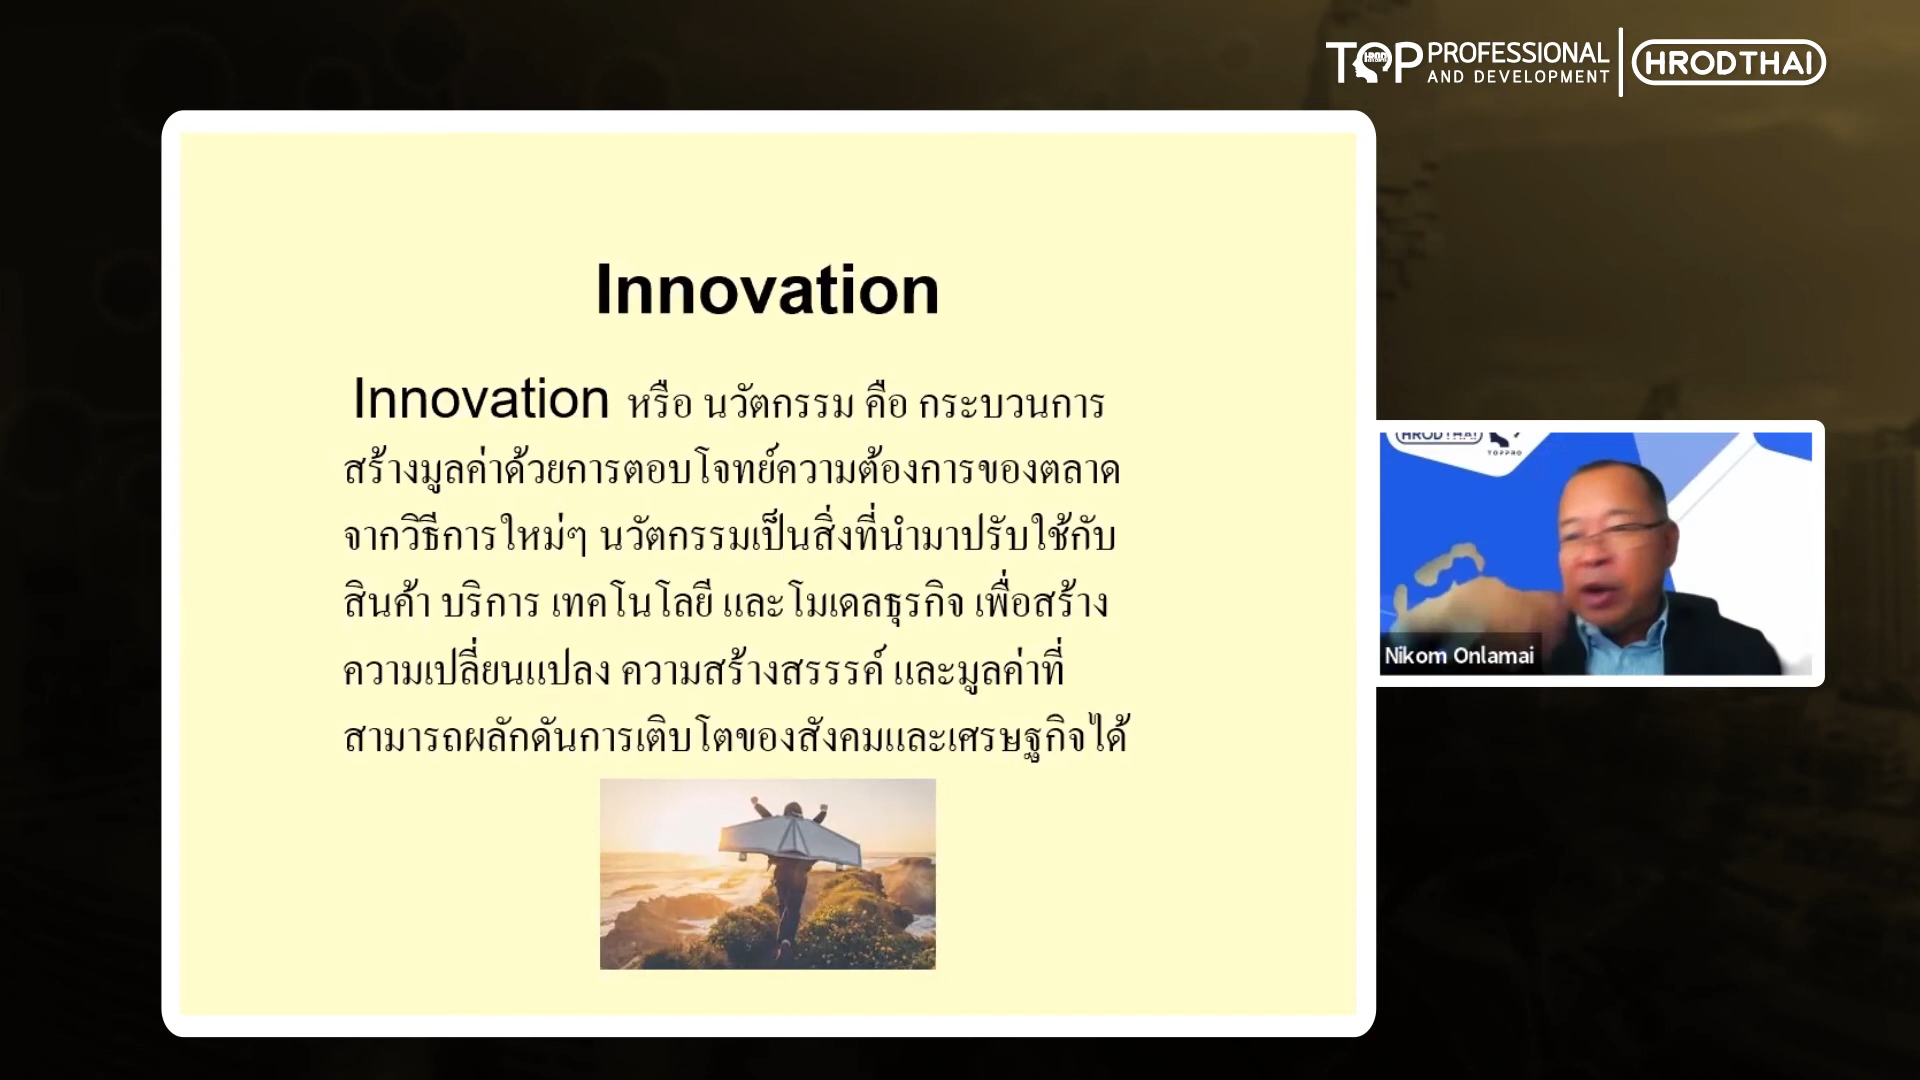 TOP PROFESSIONAL AND DEVELOPMENT
HRODTHAI
Innovation
Innovation หรือ นวัตกรรม คือ กระบวนการ
สร้างมูลค่าด้วยการตอบโจทย์ความต้องการของตลาด
จากวิธีการใหม่ๆ นวัตกรรมเป็นสิ่งที่นำมาปรับใช้กับ
สินค้า บริการ เทคโนโลยี และโมเดลธุรกิจ เพื่อสร้าง
ความเปลี่ยนแปลง ความสร้างสรรรค์ และมูลค่าที่
สามารถผลักดันการเติบโตของสังคมและเศรษฐกิจได้
HRODTHAI
TOPPRO
Nikom Onlamai